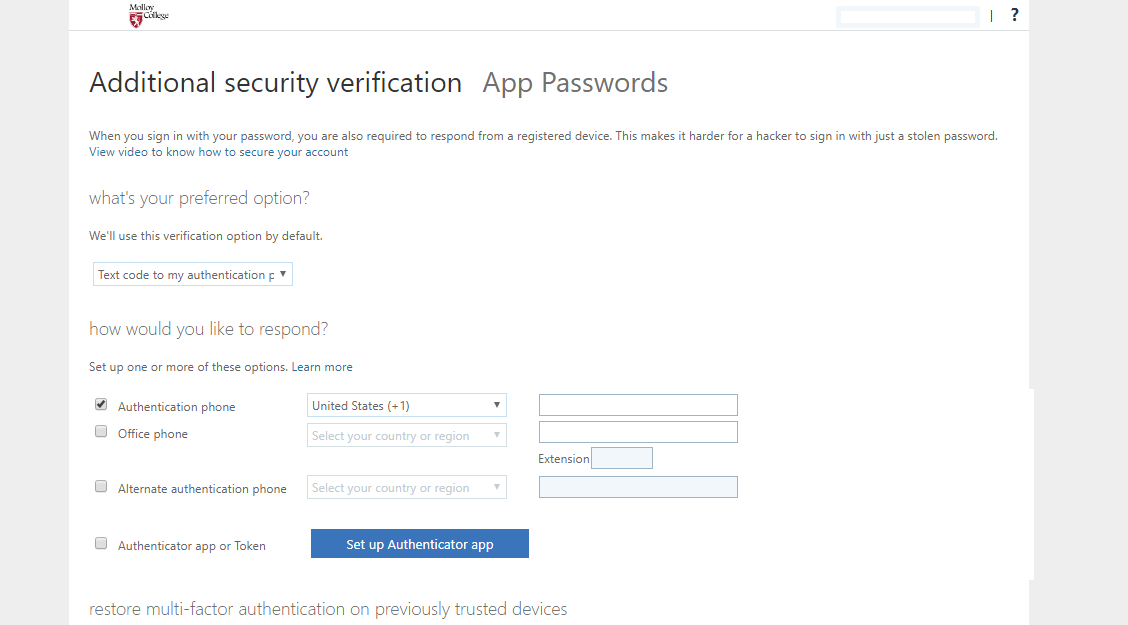 Molloy
College
| ?
Additional security verification App Passwords
When you sign in with your password, you are also required to respond from a registered device. This makes it harder for a hacker to sign in with just a stolen password.
View video to know how to secure your account
what's your preferred option?
We'll use this verification option by default.
Text code to my authentication p
how would you like to respond?
Set up one or more of these options. Learn more
Authentication phone United States (+1)
Office phone Select your country or region
Extension
Alternate authentication phone Select your country or region
Authenticator app or Token Set up Authenticator app
restore multi-factor authentication on previously trusted devices